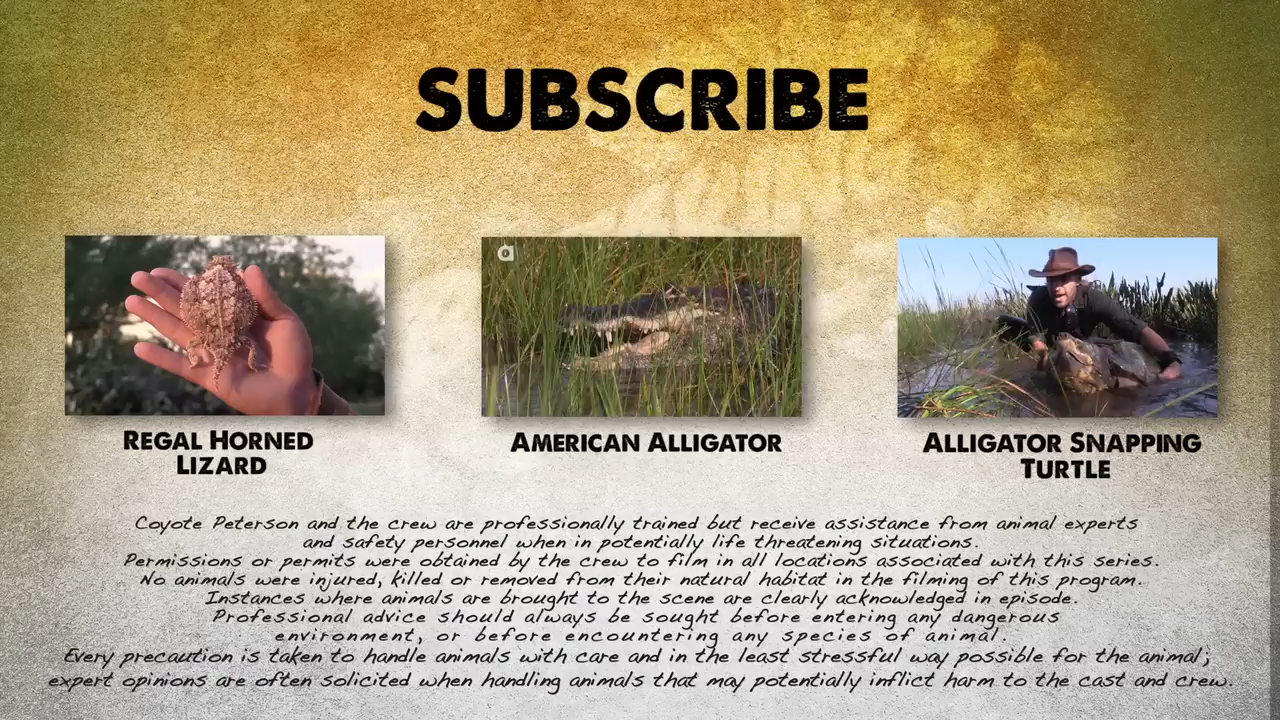 SUBSCRIBE
a
REGAL HORNED
LIZARD
AMERICAN ALLIGATOR
ALLIGATOR SNAPPING
TURTLE
Coyote Peterson and the crew are professionally trained but receive assistance from animal experts
and safety personnel when in potentially life threatening situations.
Permissions or permits were obtained by the crew to film in all locations associated with this series.
No animals were injured, killed or removed from their natural habitat in the filming of this program.
Instances where animals are brought to the scene are clearly acknowledged in episode.
Professional advice should always be sought before entering any dangerous
environment, or before encountering any species of animal.
Every precaution is taken to handle animals with care and in the least stressful way possible for the animal;
expert opinions are often solicited when handling animals that may potentially inflict harm to the cast and crew.